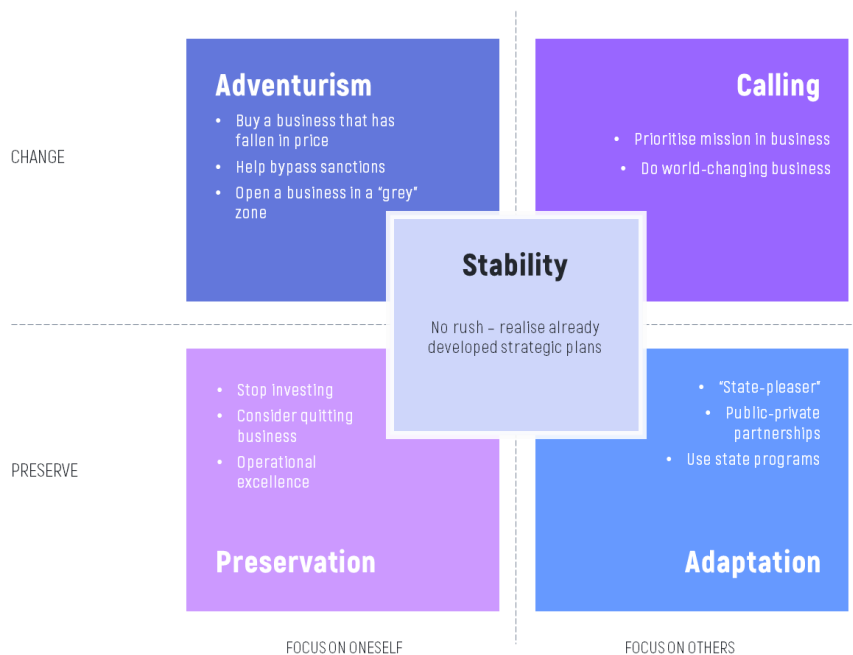 Adventurism
• Buy a business that has
fallen in price
• Help bypass sanctions
• Open a business in a “grey”
zone
Calling
• Prioritise mission in business
• Do world-changing business
CHANGE
Stability
No rush – realise already
developed strategic plans
• Stop investing
• Consider quitting
business
• Operational
excellence
Preservation
• “State-pleaser”
• Public-private
partnerships
• Use state programs
Adaptation
PRESERVE
FOCUS ON ONESELF
FOCUS ON OTHERS